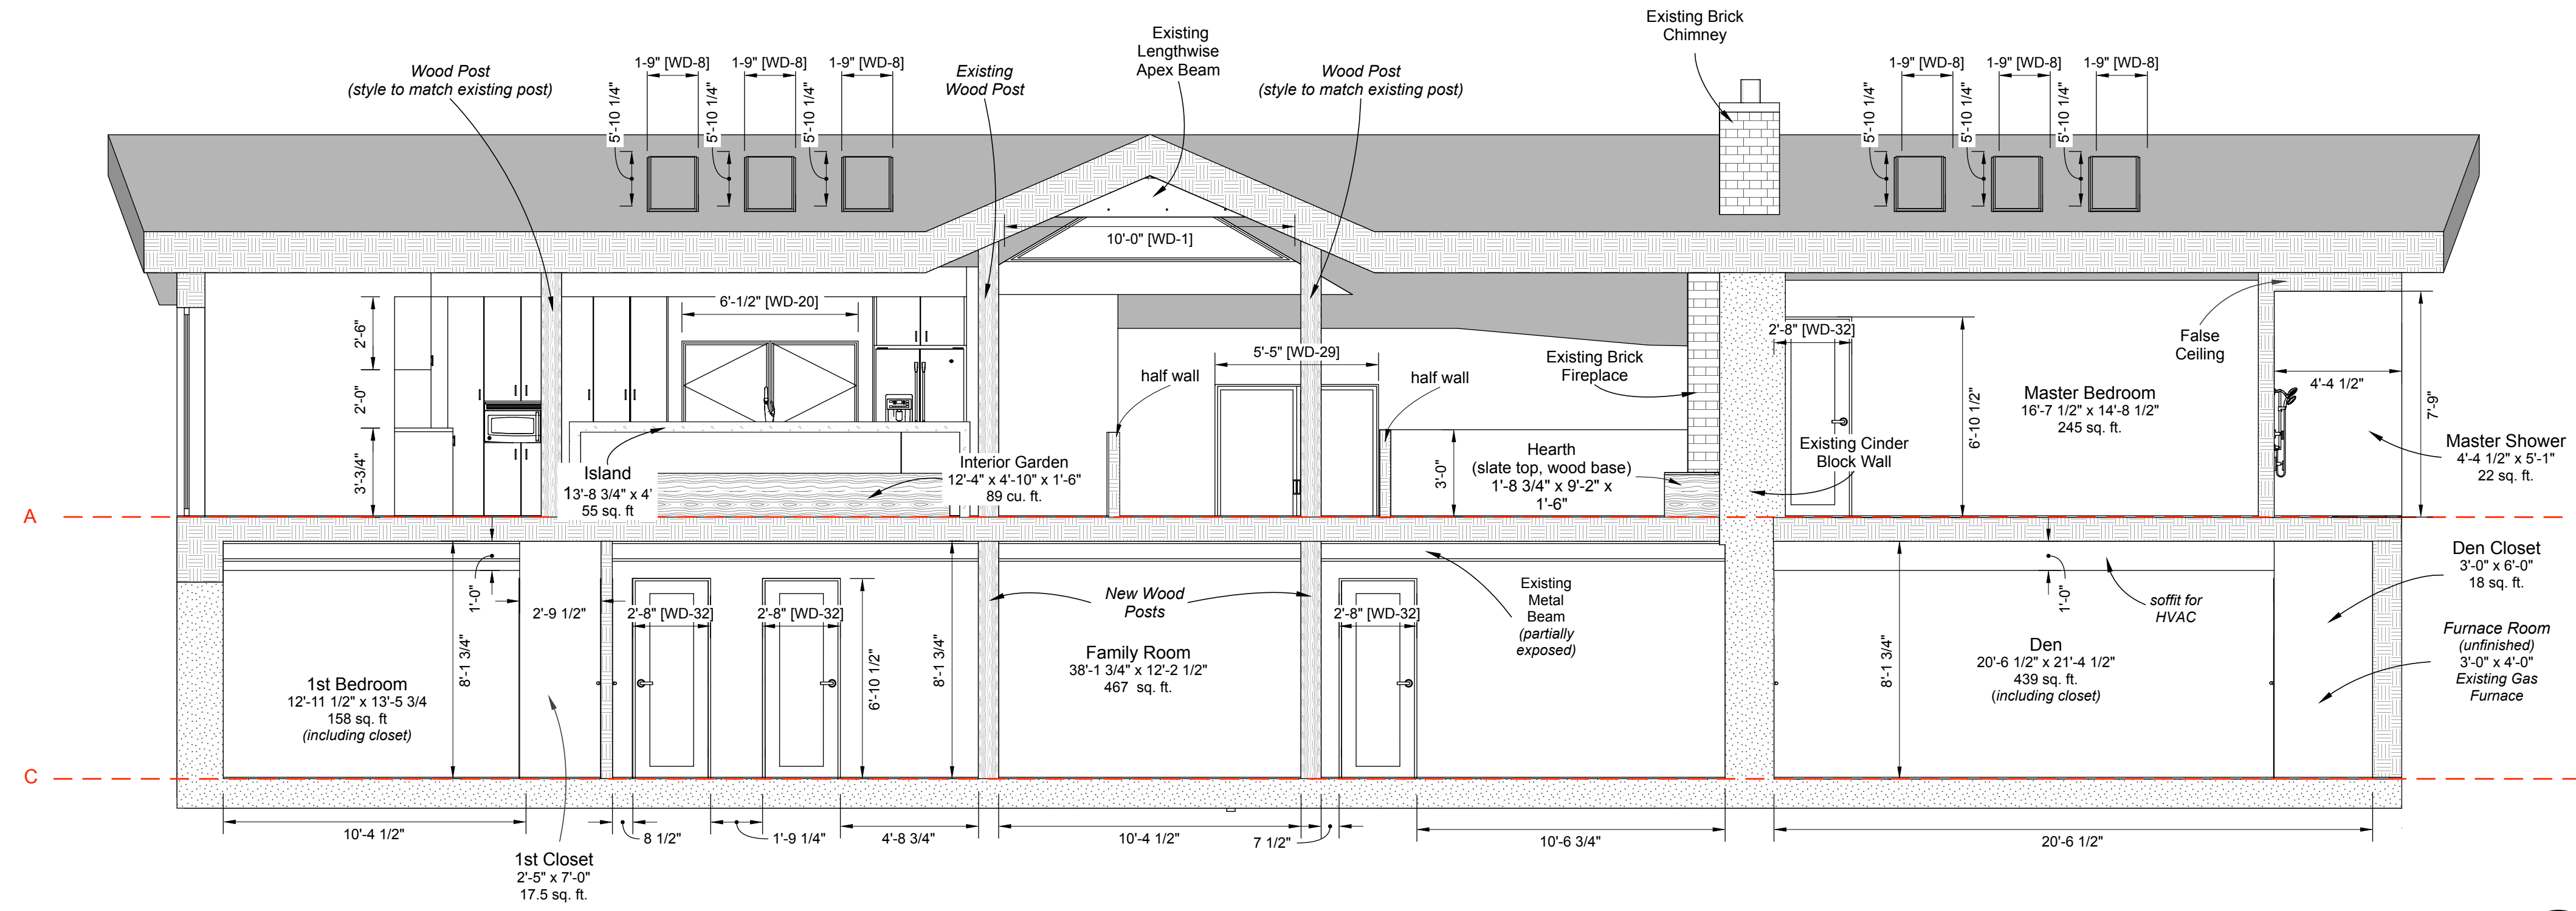 Existing Brick
Chimney
Existing
Lengthwise
Apex Beam
Wood Post
(style to match existing post)
1-9" [WD-8]
1-9" [WD-8]
1-9" [WD-8]
Existing
Wood Post
Wood Post
(style to match existing post)
1-9" [WD-8]
1-9" [WD-8]
1-9" [WD-8]
5'-10 1/4"
5'-10 1/4"
5'-10 1/4"
5'-10 1/4"
5'-10 1/4"
5'-10 1/4"
10'-0" [WD-1]
6'-1/2" [WD-20]
2'-6"
2'-0"
3'-3/4"
5'-5" [WD-29]
half wall
half wall
Existing Brick
Fireplace
2'-8" [WD-32]
False
Ceiling
Master Bedroom
16'-7 1/2" x 14'-8 1/2"
245 sq. ft.
4'-4 1/2"
7'-9"
6'-10 1/2"
Existing Cinder
Block Wall
Master Shower
4'-4 1/2" x 5'-1"
22 sq. ft.
Island
13'-8 3/4" x 4'
55 sq. ft
Interior Garden
12'-4" x 4'-10" x 1'-6"
89 cu. ft.
3'-0"
Hearth
(slate top, wood base)
1'-8 3/4" x 9'-2" x
1'-6"
A
1'-0"
2'-9 1/2"
8'-1 3/4"
1st Bedroom
12'-11 1/2" x 13'-5 3/4
158 sq. ft
(including closet)
2'-8" [WD-32]
2'-8" [WD-32]
6'-10 1/2"
8'-1 3/4"
New Wood
Posts
Family Room
38'-1 3/4" x 12'-2 1/2"
467 sq. ft.
2'-8" [WD-32]
Existing
Metal
Beam
(partially
exposed)
8'-1 3/4"
1'-0"
soffit for
HVAC
Den
20'-6 1/2" x 21'-4 1/2"
439 sq. ft.
(including closet)
Den Closet
3'-0" x 6'-0"
18 sq. ft.
Furnace Room
(unfinished)
3'-0" x 4'-0"
Existing Gas
Furnace
C
10'-4 1/2"
8 1/2"
1'-9 1/4"
4'-8 3/4"
10'-4 1/2"
7 1/2"
10'-6 3/4"
20'-6 1/2"
1st Closet
2'-5" x 7'-0"
17.5 sq. ft.